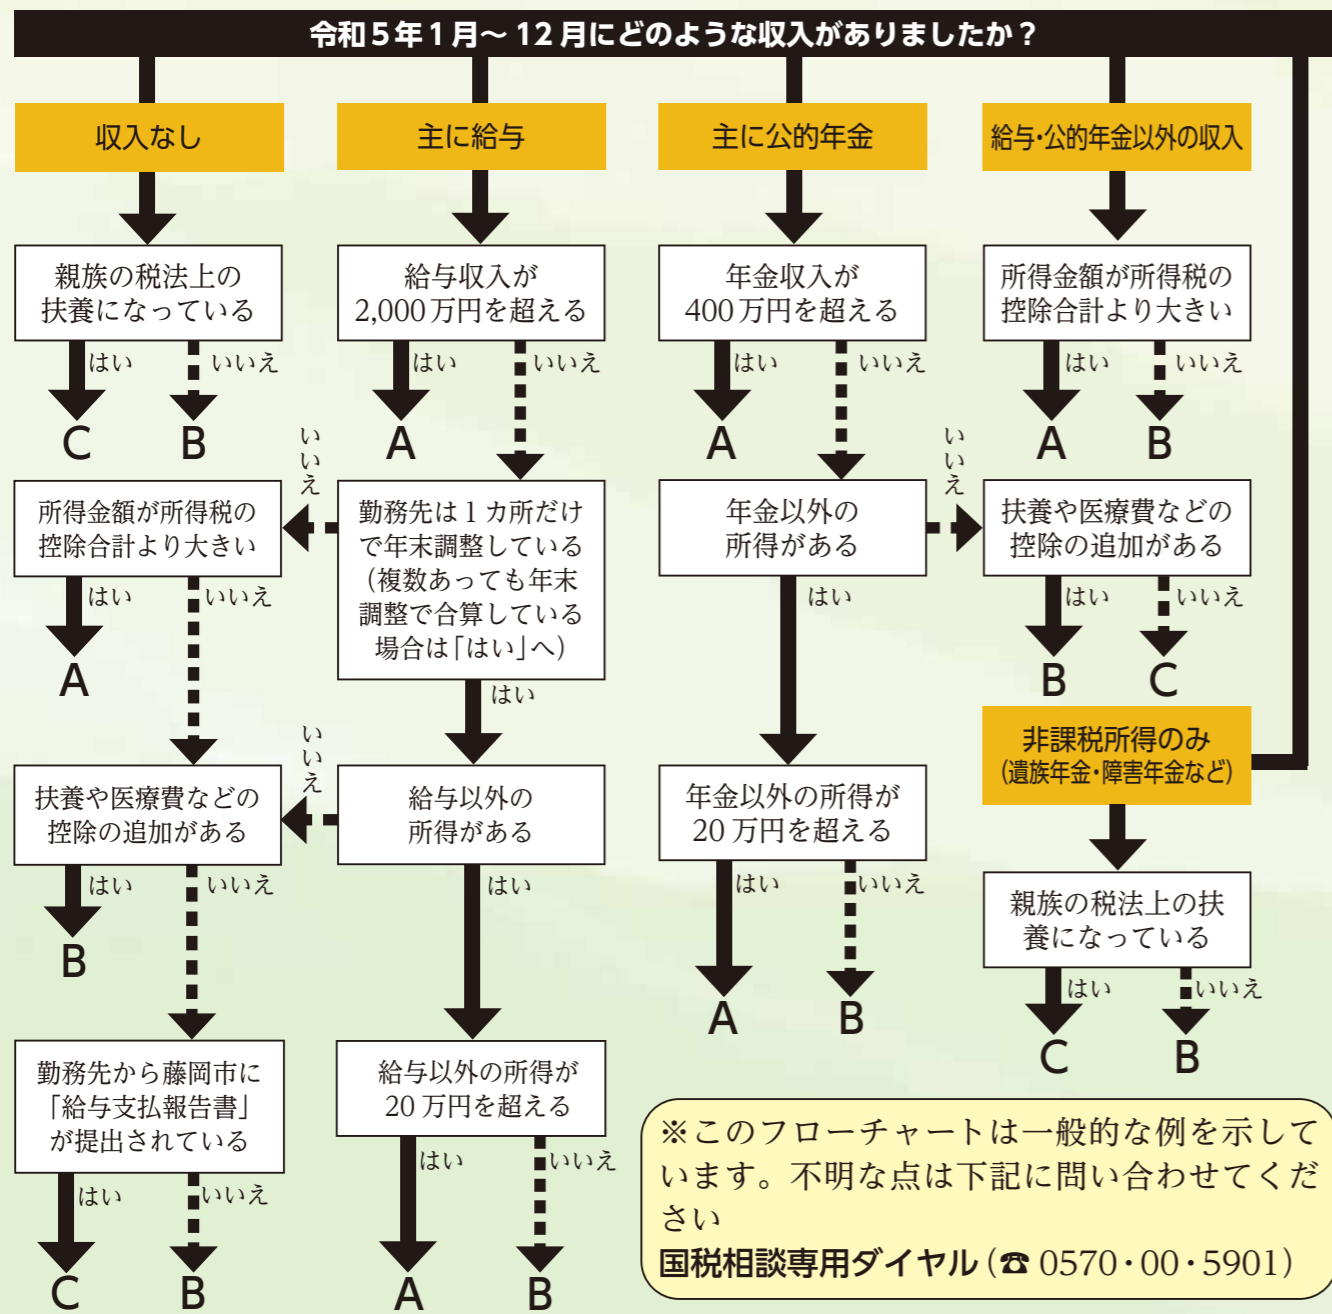 令和5年1月～12月にどのような収入がありましたか？
収入なし
親族の税法上の
扶養になっている
はい
いいえ
C
B
主に給与
給与収入が
2,000万円を超える
はい
いいえ
A
勤務先は1カ所だけ
で年末調整している
（複数あっても年末
調整で合算している
場合は「はい」へ）
いいえ
はい
所得金額が所得税の
控除合計より大きい
はい
いいえ
A
給与以外の
所得がある
いいえ
はい
扶養や医療費などの
控除の追加がある
はい
いいえ
B
勤務先から藤岡市に
「給与支払報告書」
が提出されている
はい
いいえ
C
B
給与以外の所得が
20万円を超える
はい
いいえ
A
B
主に公的年金
年金収入が
400万円を超える
はい
いいえ
A
年金以外の
所得がある
いいえ
はい
年金以外の所得が
20万円を超える
はい
いいえ
A
B
給与・公的年金以外の収入
所得金額が所得税の
控除合計より大きい
はい
いいえ
A
B
扶養や医療費などの
控除の追加がある
はい
いいえ
B
C
非課税所得のみ
（遺族年金・障害年金など）
親族の税法上の扶
養になっている
はい
いいえ
C
B
※このフローチャートは一般的な例を示して
います。不明な点は下記に問い合わせてくだ
さい
国税相談専用ダイヤル（☎0570・00・5901）